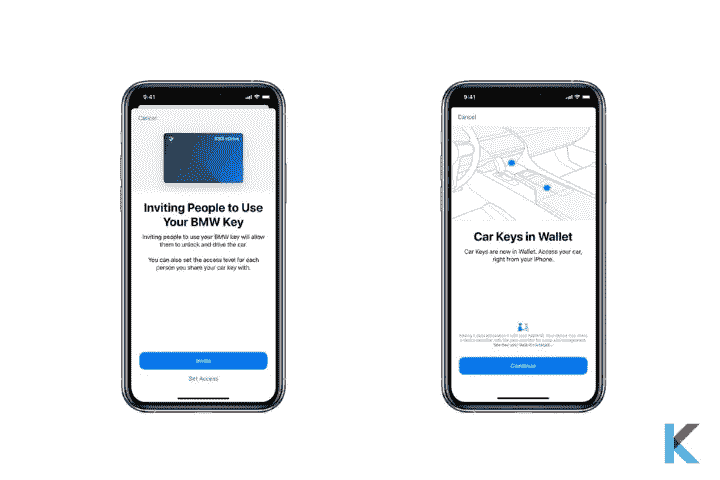 9:41
Cancel
Inviting People to Use
Your BMW Key
Inviting people to use your BMW key will allow
them to unlock and drive the car.
You can also set the access level for each
person you share your car key with.
Invite
Set Access
9:41
Cancel
Car Keys in Wallet
Car Keys are now in Wallet. Access your car,
right from your iPhone.
Continue
K